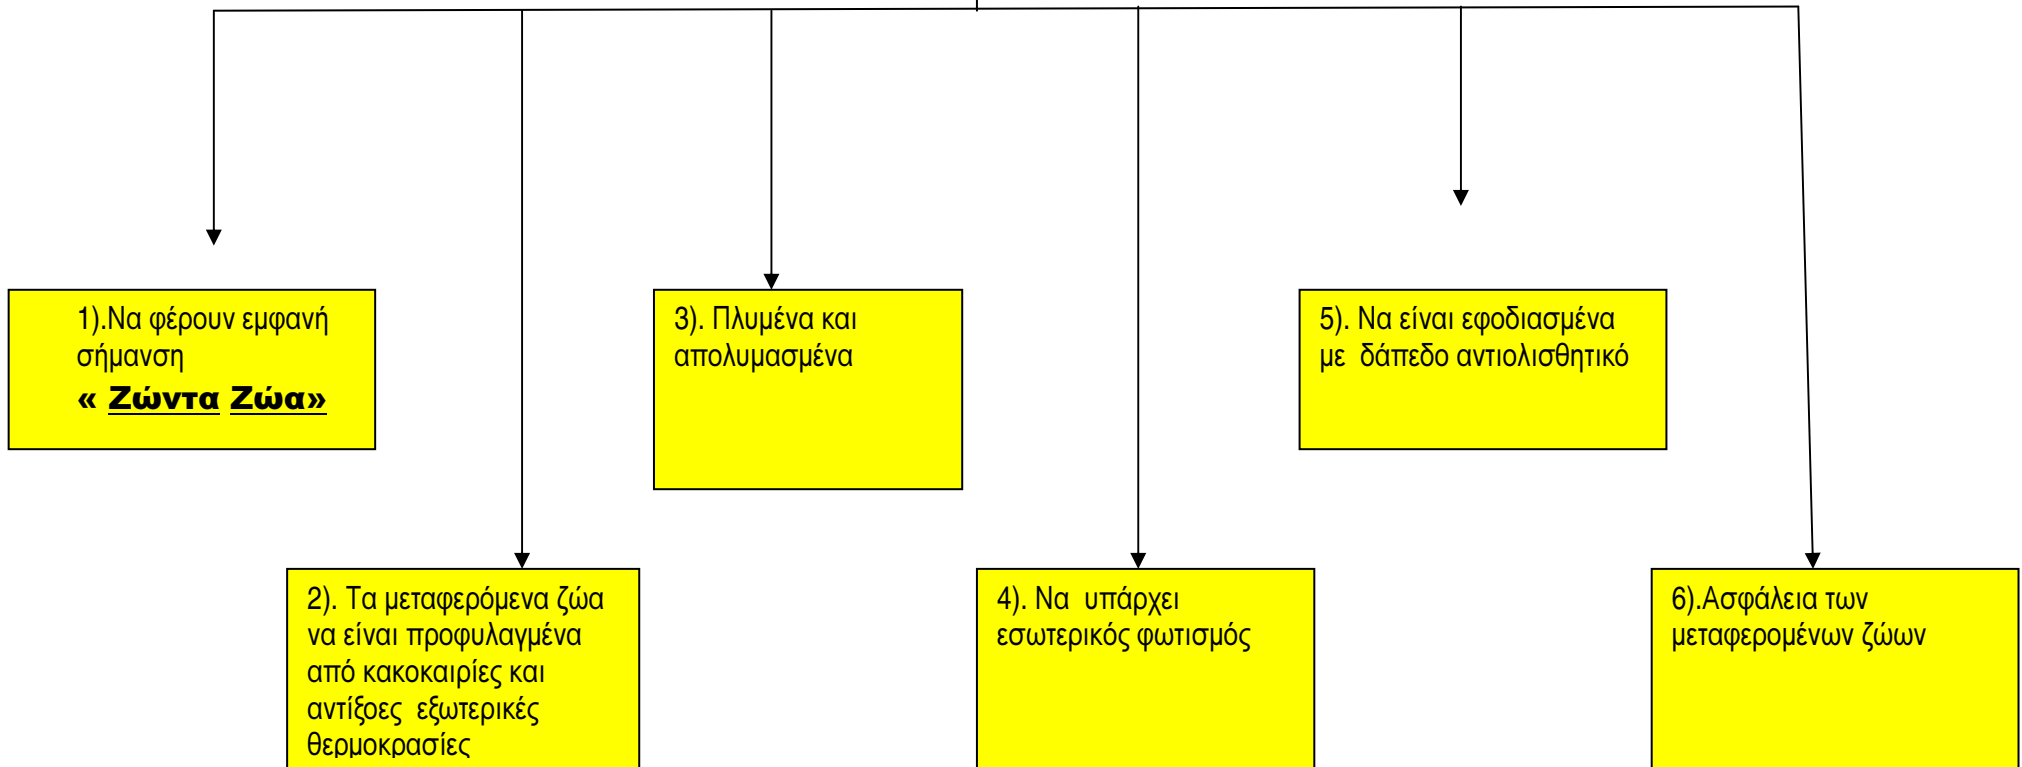 1).Να φέρουν εμφανή
σήμανση
« Ζώντα Ζώα»
2). Τα μεταφερόμενα ζώα
να είναι προφυλαγμένα
από κακοκαιρίες και
αντίξοες εξωτερικές
θερμοκρασίες
3). Πλυμένα και
απολυμασμένα
4). Να υπάρχει
εσωτερικός φωτισμός
5). Να είναι εφοδιασμένα
με δάπεδο αντιολισθητικό
6).Ασφάλεια των
μεταφερομένων ζώων